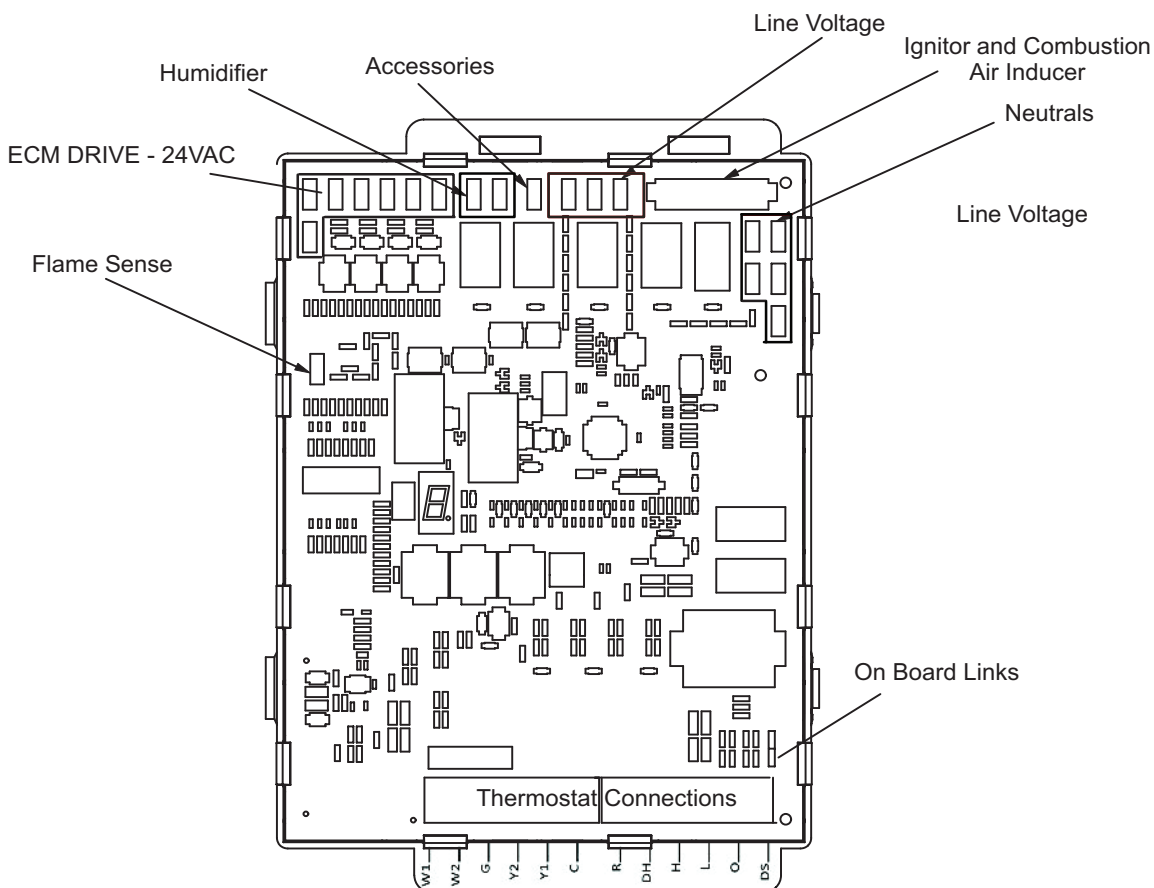 Line Voltage
Ignitor and Combustion
Air Inducer
Accessories
Humidifier
Neutrals
ECM DRIVE - 24VAC
Line Voltage
Flame Sense
8
On Board Links
Thermostat Connections
W1 W2 G Y2 Y1 C R DH H L O DS